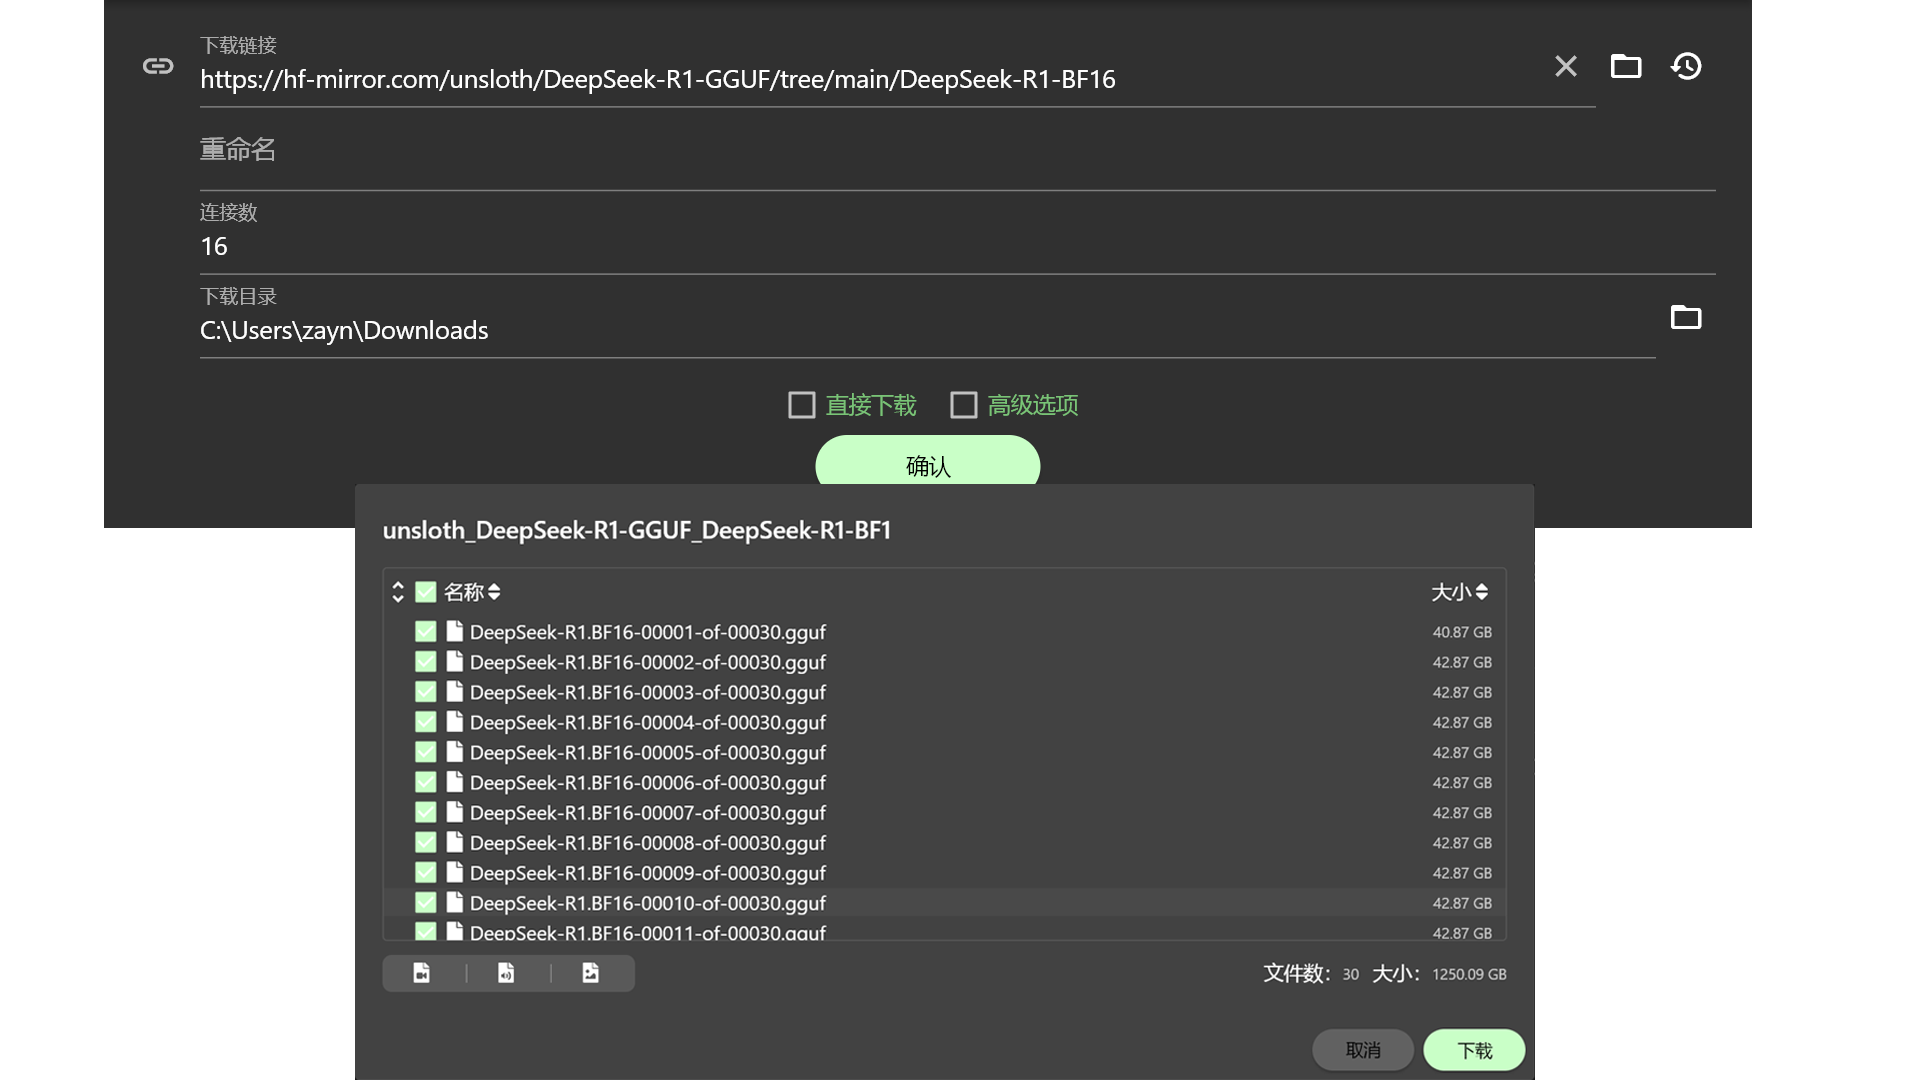 下载链接
https://hf-mirror.com/unsloth/DeepSeek-R1-GGUF/tree/main/DeepSeek-R1-BF16
重命名
连接数
16
下载目录
C:\Users\zayn\Downloads
直接下载 高级选项
确认
unsloth_DeepSeek-R1-GGUF_DeepSeek-R1-BF1
名称 大小
DeepSeek-R1.BF16-00001-of-00030.gguf 40.87 GB
DeepSeek-R1.BF16-00002-of-00030.gguf 42.87 GB
DeepSeek-R1.BF16-00003-of-00030.gguf 42.87 GB
DeepSeek-R1.BF16-00004-of-00030.gguf 42.87 GB
DeepSeek-R1.BF16-00005-of-00030.gguf 42.87 GB
DeepSeek-R1.BF16-00006-of-00030.gguf 42.87 GB
DeepSeek-R1.BF16-00007-of-00030.gguf 42.87 GB
DeepSeek-R1.BF16-00008-of-00030.gguf 42.87 GB
DeepSeek-R1.BF16-00009-of-00030.gguf 42.87 GB
DeepSeek-R1.BF16-00010-of-00030.gguf 42.87 GB
DeepSeek-R1.BF16-00011-of-00030.gguf 42.87 GB
文件数： 30 大小： 1250.09 GB
取消 下载